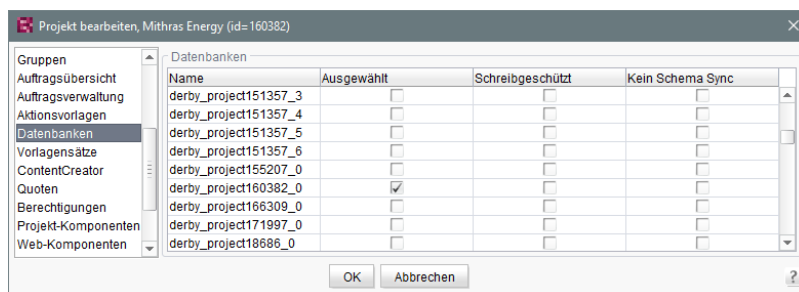 Projekt bearbeiten, Mithras Energy (id=160382)
Gruppen
Auftragsübersicht
Auftragsverwaltung
Aktionsvorlagen
Datenbanken
Vorlagensätze
ContentCreator
Quoten
Berechtigungen
Projekt-Komponenten
Web-Komponenten
Datenbanken
Name Ausgewählt Schreibgeschützt Kein Schema Sync
derby_project151357_3
derby_project151357_4
derby_project151357_5
derby_project151357_6
derby_project155207_0
derby_project160382_0
derby_project166309_0
derby_project171997_0
derby_project18686_0
OK Abbrechen ?